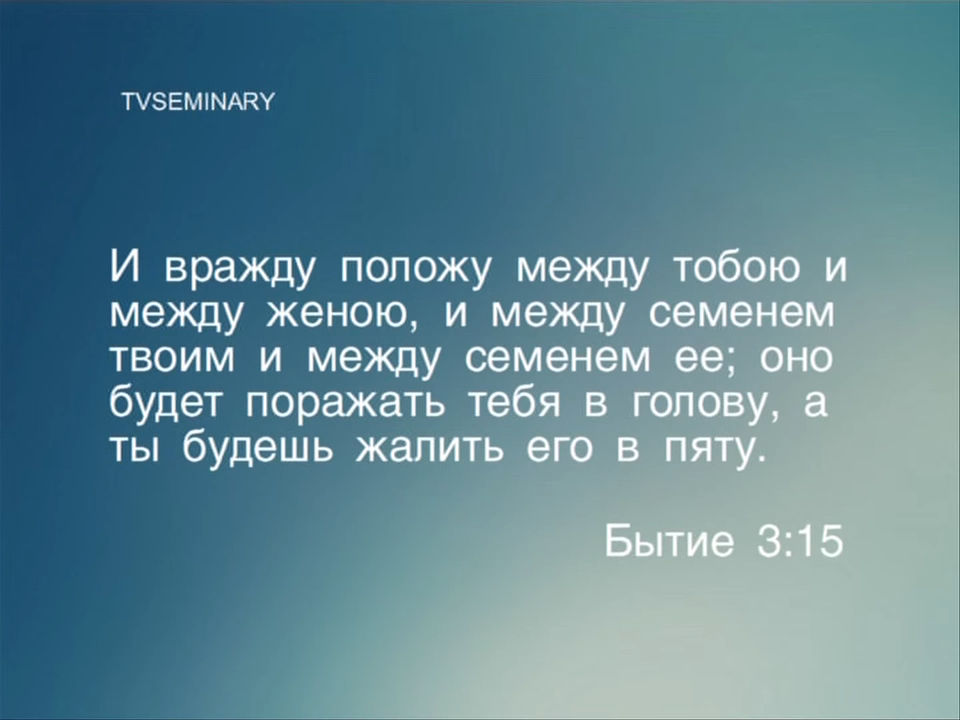 TVSEMINARY
И вражду положу между тобою и
между женою, и между семенем
твоим и между семенем ее; оно
будет поражать тебя в голову, а
ты будешь жалить его в пяту.
Бытие 3:15